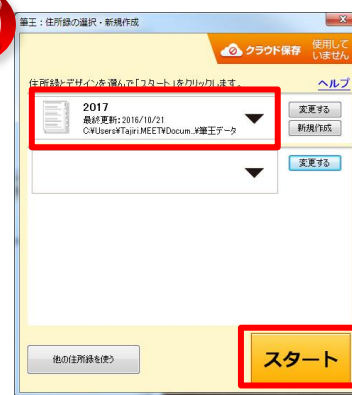 筆王：住所録の選択・新規作成
クラウド保存 使用して
いません
住所録とデザインを選んで「スタート」をクリックします。 ヘルプ
2017
最終更新：2016/10/21
C:¥Users¥Tajiri.MEET¥Docum...¥筆王データ
変更する
新規作成
変更する
他の住所録を使う
スタート